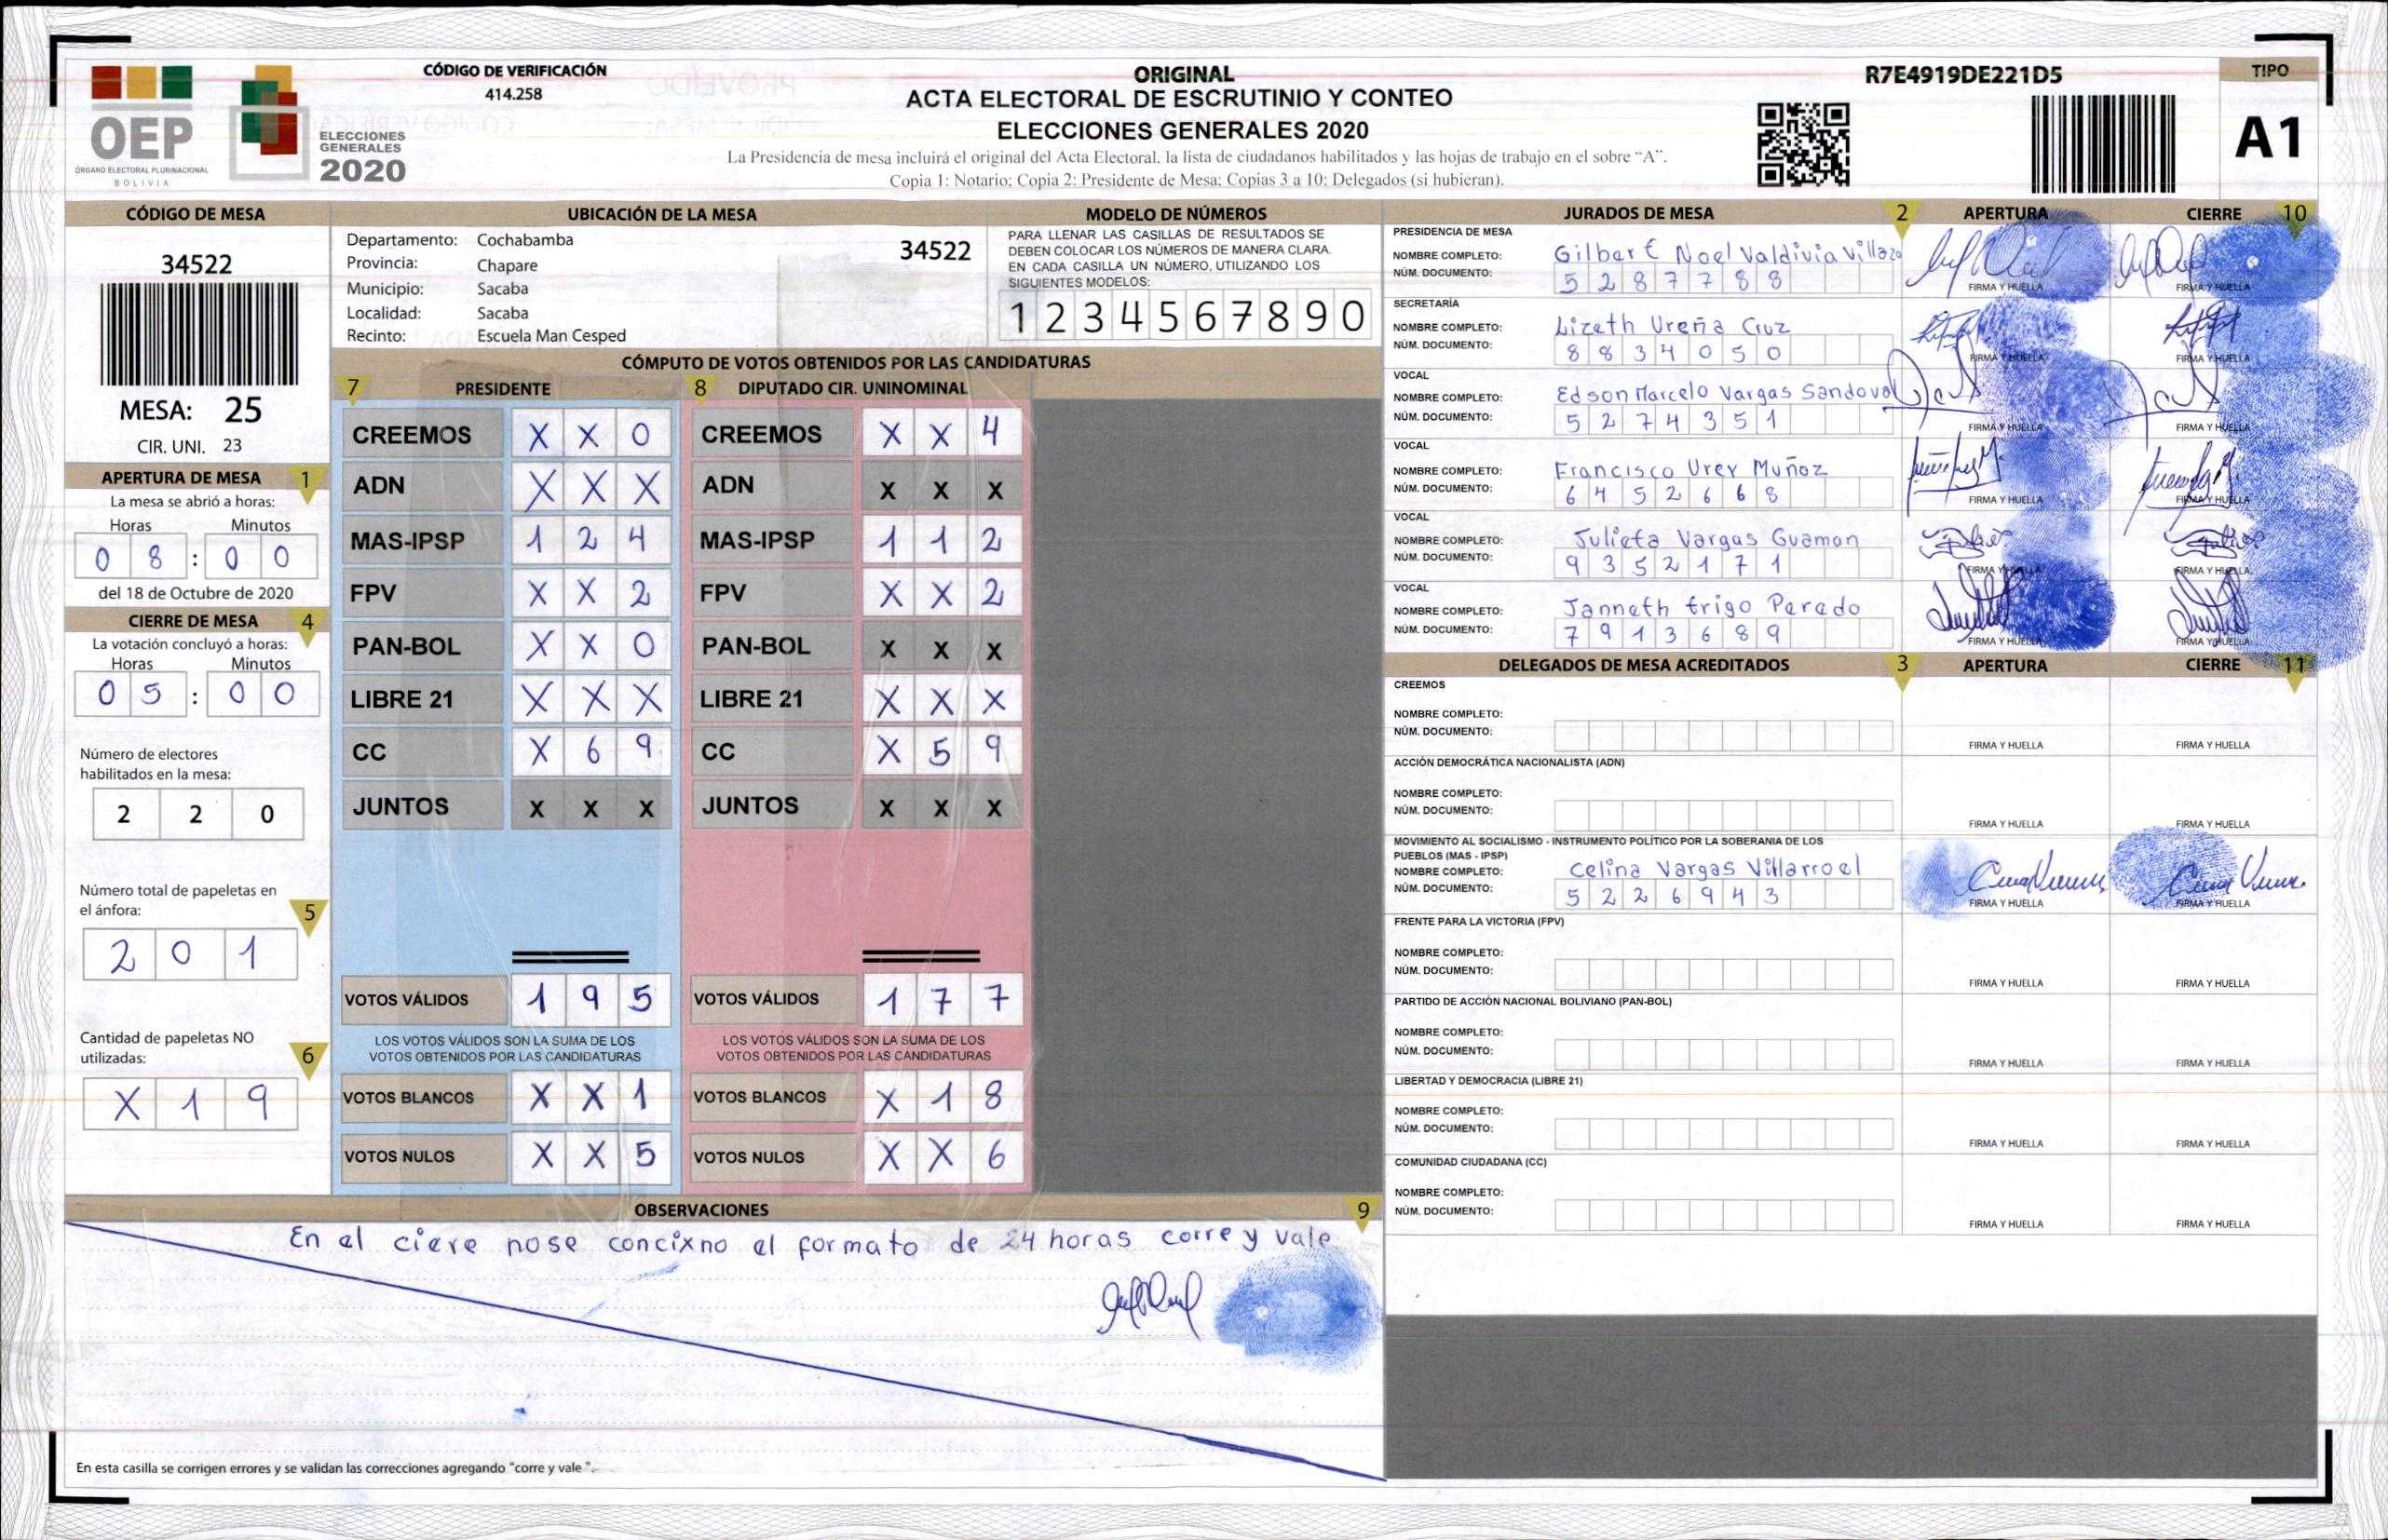 CÓDIGO DE VERIFICACIÓN
414.258
OEP
ÓRGANO ELECTORAL PLURINACIONAL
BOLIVIA
ELECCIONES
GENERALES
2020
ORIGINAL
ACTA ELECTORAL DE ESCRUTINIO Y CONTEO
ELECCIONES GENERALES 2020
La Presidencia de mesa incluirá el original del Acta Electoral, la lista de ciudadanos habilitados y las hojas de trabajo en el sobre “A”.
Copia 1: Notario; Copia 2: Presidente de Mesa; Copias 3 a 10: Delegados (si hubieran).
R7E4919DE221D5
TIPO
A1
CÓDIGO DE MESA
34522
MESA: 25
CIR. UNI. 23
APERTURA DE MESA 1
La mesa se abrió a horas:
Horas Minutos
0 8 : 0 0
del 18 de Octubre de 2020
CIERRE DE MESA 4
La votación concluyó a horas:
Horas Minutos
0 5 : 0 0
Número de electores
habilitados en la mesa:
2 2 0
Número total de papeletas en
el ánfora: 5
2 0 1
Cantidad de papeletas NO
utilizadas: 6
X 1 9
UBICACIÓN DE LA MESA
Departamento: Cochabamba 34522
Provincia: Chapare
Municipio: Sacaba
Localidad: Sacaba
Recinto: Escuela Man Cesped
MODELO DE NÚMEROS
PARA LLENAR LAS CASILLAS DE RESULTADOS SE
DEBEN COLOCAR LOS NÚMEROS DE MANERA CLARA.
EN CADA CASILLA UN NÚMERO, UTILIZANDO LOS
SIGUIENTES MODELOS:
1 2 3 4 5 6 7 8 9 0
CÓMPUTO DE VOTOS OBTENIDOS POR LAS CANDIDATURAS
7 PRESIDENTE 8 DIPUTADO CIR. UNINOMINAL
CREEMOS X X 0 CREEMOS X X 4
ADN X X X ADN X X X
MAS-IPSP 1 2 4 MAS-IPSP 1 1 2
FPV X X 2 FPV X X 2
PAN-BOL X X 0 PAN-BOL X X X
LIBRE 21 X X X LIBRE 21 X X X
CC X 6 9 CC X 5 9
JUNTOS X X X JUNTOS X X X
VOTOS VÁLIDOS 1 9 5 VOTOS VÁLIDOS 1 7 7
LOS VOTOS VÁLIDOS SON LA SUMA DE LOS LOS VOTOS VÁLIDOS SON LA SUMA DE LOS
VOTOS OBTENIDOS POR LAS CANDIDATURAS VOTOS OBTENIDOS POR LAS CANDIDATURAS
VOTOS BLANCOS X X 1 VOTOS BLANCOS X 1 8
VOTOS NULOS X X 5 VOTOS NULOS X X 6
OBSERVACIONES 9
En el ciere nose concixno el formato de 24 horas corre y vale
En esta casilla se corrigen errores y se validan las correcciones agregando "corre y vale ".
JURADOS DE MESA 2 APERTURA CIERRE 10
PRESIDENCIA DE MESA
NOMBRE COMPLETO: Gilbert Noel Valdivia Villazo
NÚM. DOCUMENTO: 5 2 8 7 7 8 8 FIRMA Y HUELLA FIRMA Y HUELLA
SECRETARÍA
NOMBRE COMPLETO: Lizeth Ureña Cruz
NÚM. DOCUMENTO: 8 8 3 4 0 5 0 FIRMA Y HUELLA FIRMA Y HUELLA
VOCAL
NOMBRE COMPLETO: Edson Marcelo Vargas Sandoval
NÚM. DOCUMENTO: 5 2 7 4 3 5 1 FIRMA Y HUELLA FIRMA Y HUELLA
VOCAL
NOMBRE COMPLETO: Francisco Urey Muñoz
NÚM. DOCUMENTO: 6 4 5 2 6 6 8 FIRMA Y HUELLA FIRMA Y HUELLA
VOCAL
NOMBRE COMPLETO: Julieta Vargas Guaman
NÚM. DOCUMENTO: 9 3 5 2 1 7 1 FIRMA Y HUELLA FIRMA Y HUELLA
VOCAL
NOMBRE COMPLETO: Janneth trigo Peredo
NÚM. DOCUMENTO: 7 9 1 3 6 8 9 FIRMA Y HUELLA FIRMA Y HUELLA
DELEGADOS DE MESA ACREDITADOS 3 APERTURA CIERRE 11
CREEMOS
NOMBRE COMPLETO:
NÚM. DOCUMENTO: FIRMA Y HUELLA FIRMA Y HUELLA
ACCIÓN DEMOCRÁTICA NACIONALISTA (ADN)
NOMBRE COMPLETO:
NÚM. DOCUMENTO: FIRMA Y HUELLA FIRMA Y HUELLA
MOVIMIENTO AL SOCIALISMO - INSTRUMENTO POLÍTICO POR LA SOBERANIA DE LOS
PUEBLOS (MAS - IPSP)
NOMBRE COMPLETO: Celina Vargas Villarroel
NÚM. DOCUMENTO: 5 2 2 6 9 4 3 FIRMA Y HUELLA FIRMA Y HUELLA
FRENTE PARA LA VICTORIA (FPV)
NOMBRE COMPLETO:
NÚM. DOCUMENTO: FIRMA Y HUELLA FIRMA Y HUELLA
PARTIDO DE ACCIÓN NACIONAL BOLIVIANO (PAN-BOL)
NOMBRE COMPLETO:
NÚM. DOCUMENTO: FIRMA Y HUELLA FIRMA Y HUELLA
LIBERTAD Y DEMOCRACIA (LIBRE 21)
NOMBRE COMPLETO:
NÚM. DOCUMENTO: FIRMA Y HUELLA FIRMA Y HUELLA
COMUNIDAD CIUDADANA (CC)
NOMBRE COMPLETO:
NÚM. DOCUMENTO: FIRMA Y HUELLA FIRMA Y HUELLA